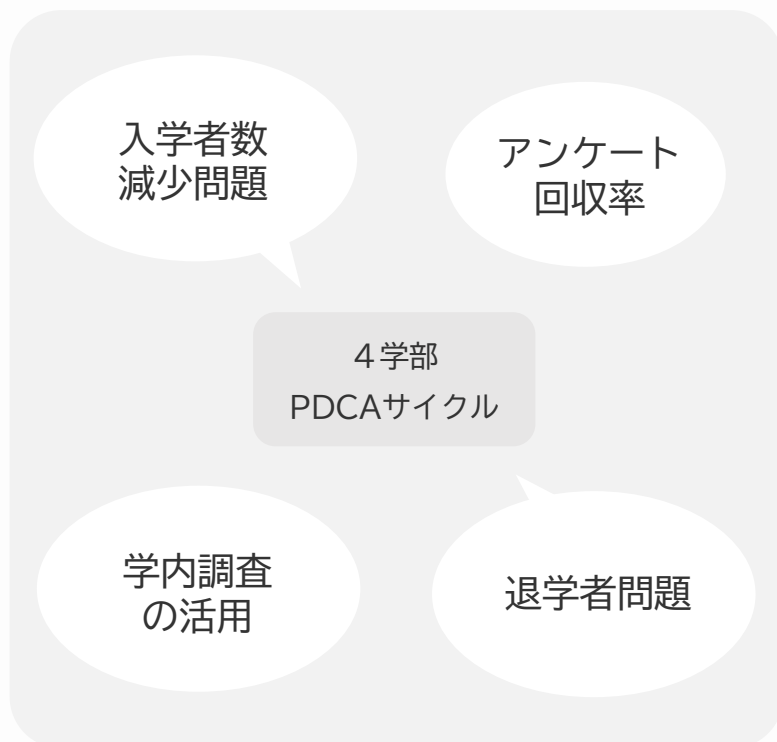 入学者数
減少問題
アンケート
回収率
４学部
PDCAサイクル
学内調査
の活用
退学者問題